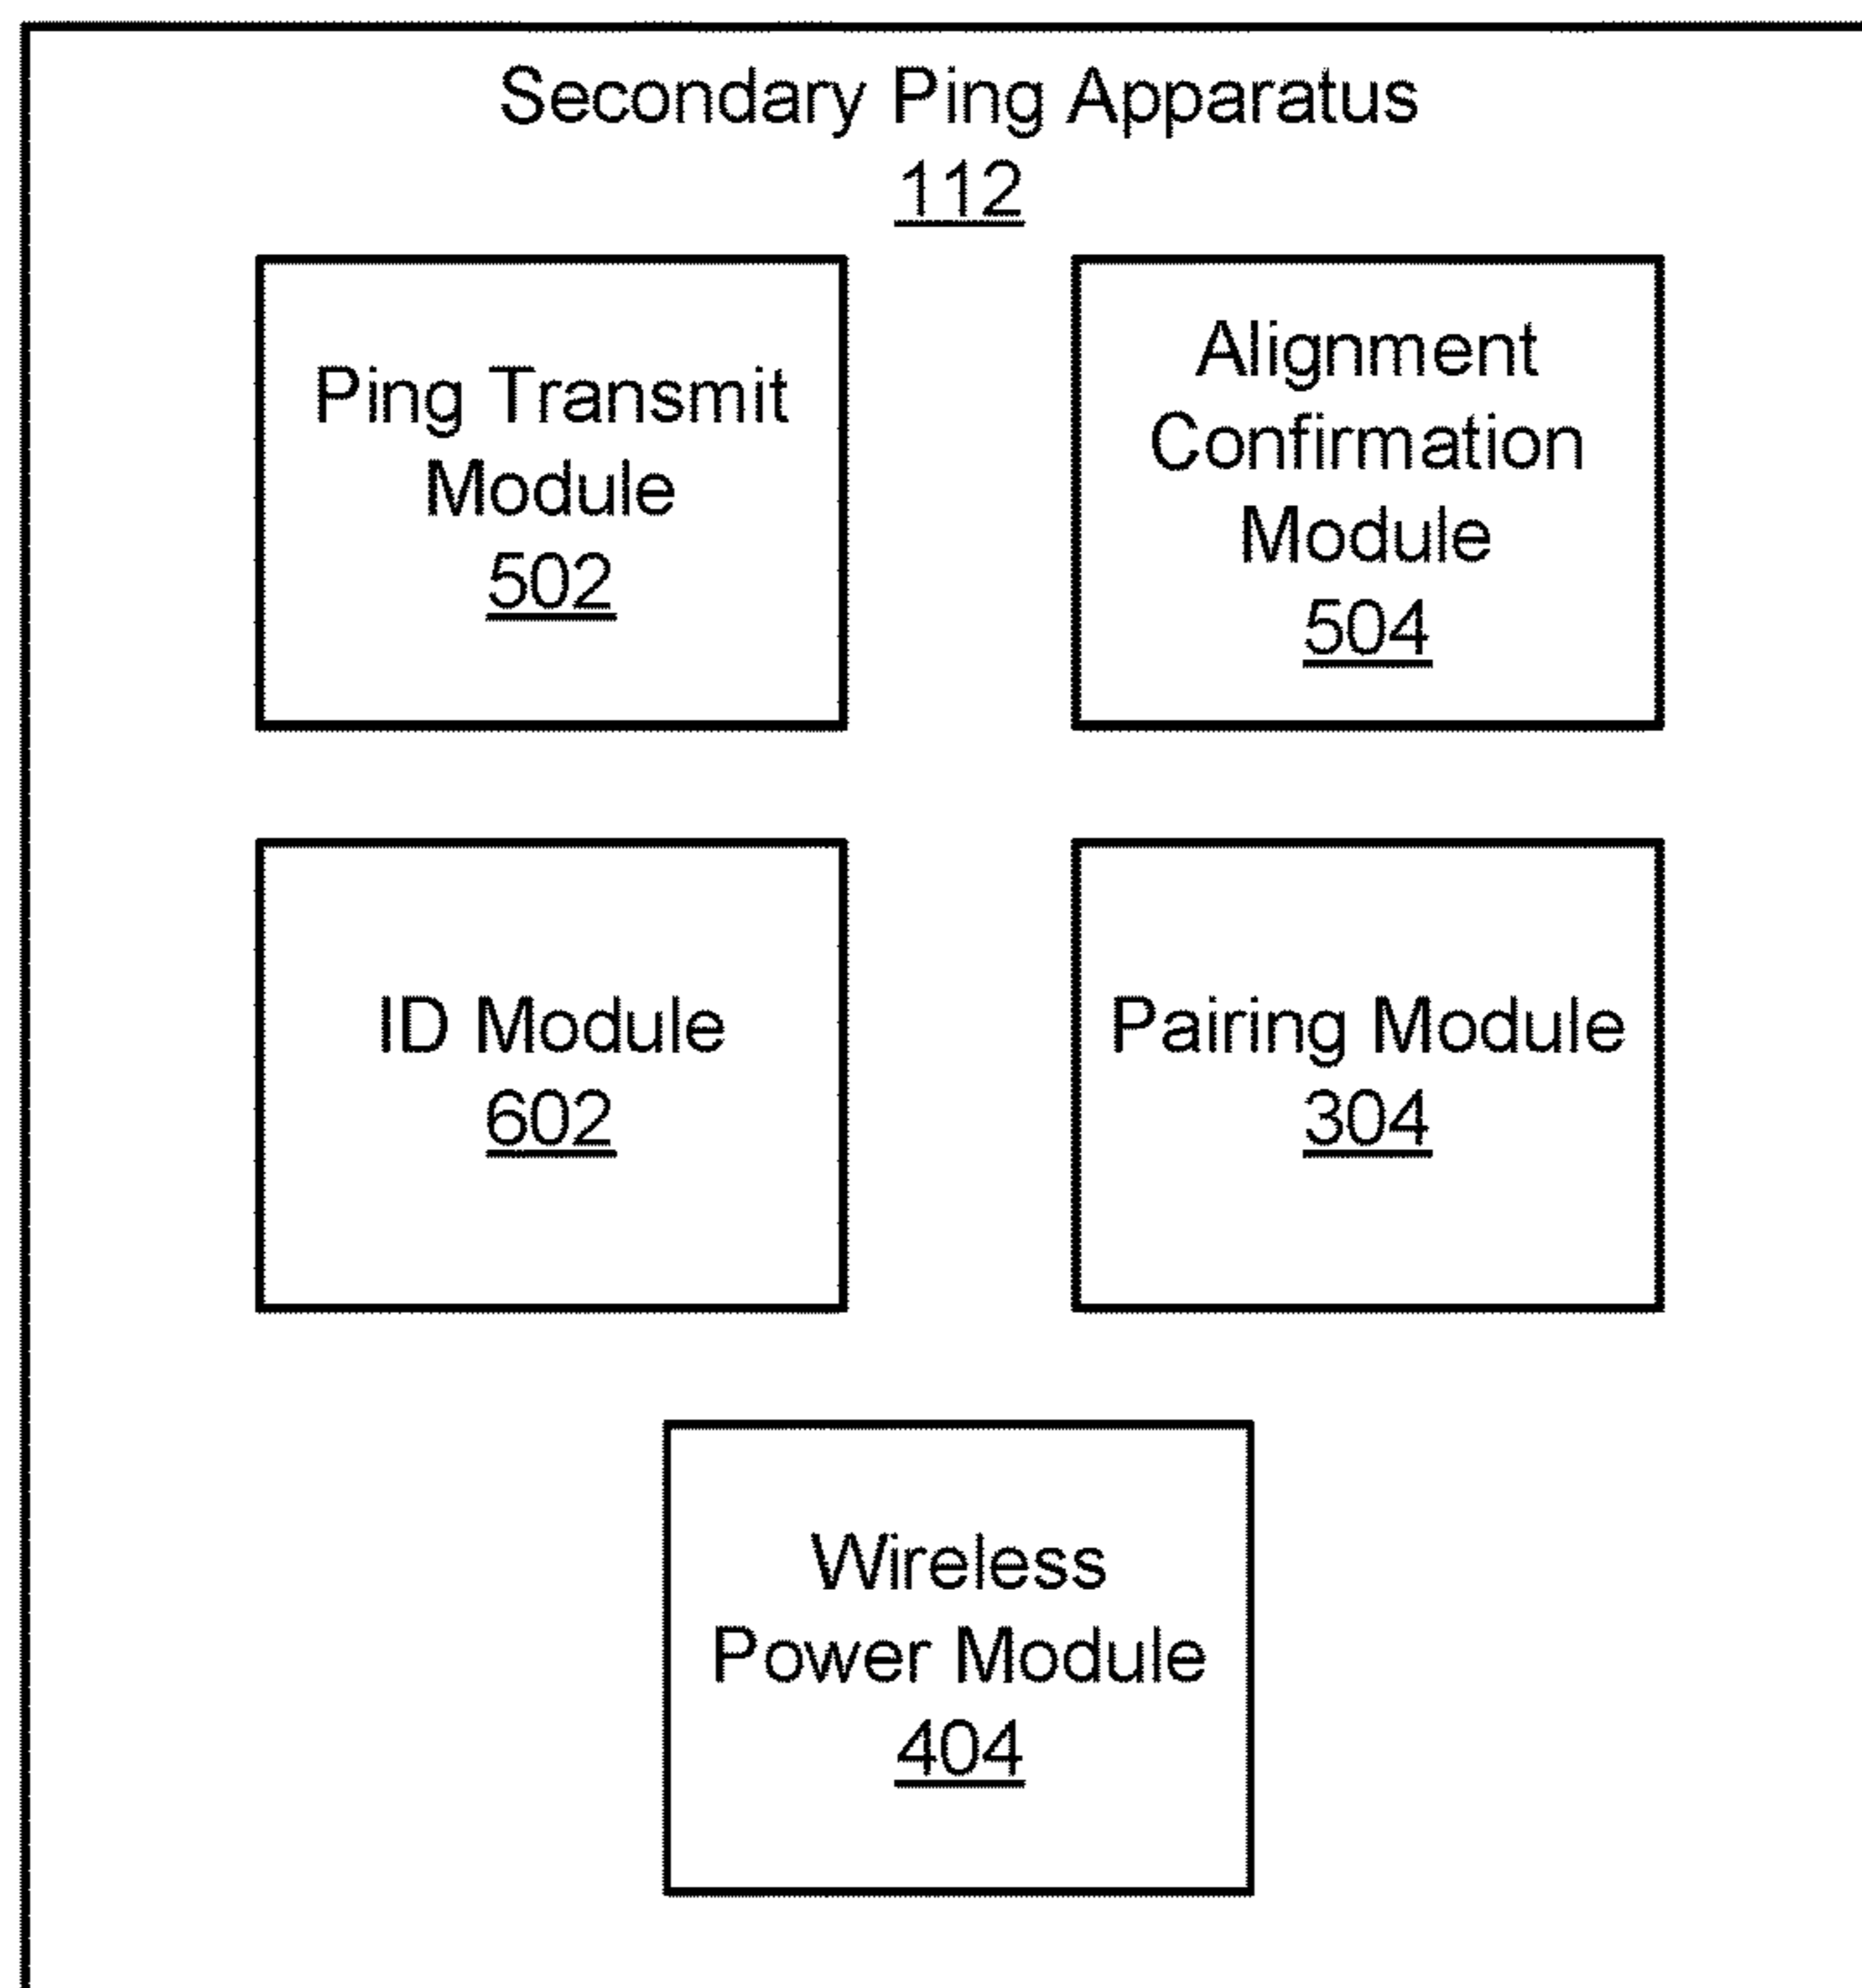 Secondary Ping Apparatus
112
Ping Transmit
Module
502
Alignment
Confirmation
Module
504
ID Module
602
Pairing Module
304
Wireless
Power Module
404